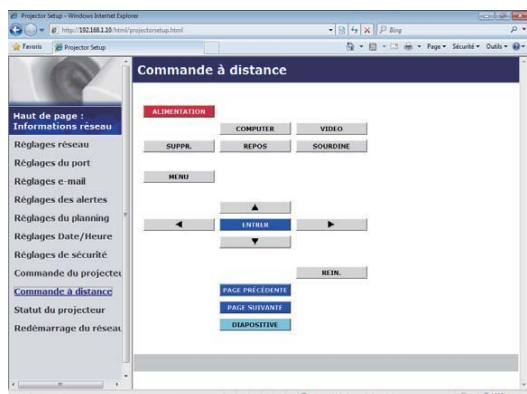 Projector Setup - Windows Internet Explorer
http://192.168.1.10/html/projectorsetup.html
Bing
Favoris Projector Setup
Page Sécurité Outils
Commande à distance
Haut de page :
Informations réseau
Réglages réseau
Réglages du port
Réglages e-mail
Réglages des alertes
Réglages du planning
Réglages Date/Heure
Réglages de sécurité
Commande du projecteu
Commande à distance
Statut du projecteur
Redémarrage du réseau
ALIMENTATION
COMPUTER VIDEO
SUPPR. REPOS SOURDINE
MENU
▲
◄ ENTRER ►
▼
REIN.
PAGE PRÉCÉDENTE
PAGE SUIVANTE
DIAPOSITIVE